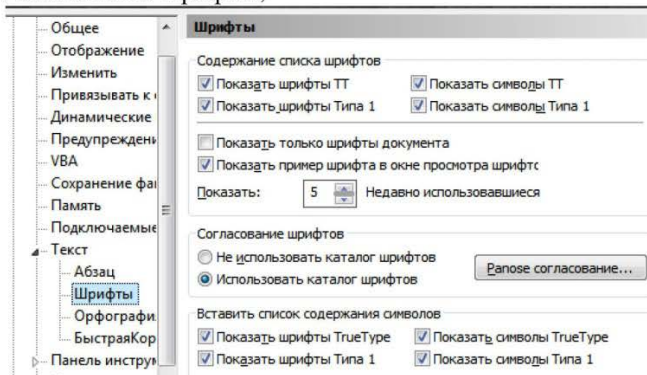 Общее
Отображение
Изменить
Привязывать к
Динамические
Предупреждени
VBA
Сохранение фа
Память
Подключаемые
Текст
Абзац
Шрифты
Орфографи
БыстраяКор
Панель инстру
Шрифты
Содержание списка шрифтов
Показать шрифты TT Показать символы TT
Показать шрифты Типа 1 Показать символы Типа 1
Показать только шрифты документа
Показать пример шрифта в окне просмотра шрифтс
Показать: 5 Недавно использовавшиеся
Согласование шрифтов
Не использовать каталог шрифтов
Использовать каталог шрифтов
Panose согласование...
Вставить список содержания символов
Показать шрифты TrueType Показать символы TrueType
Показать шрифты Типа 1 Показать символы Типа 1